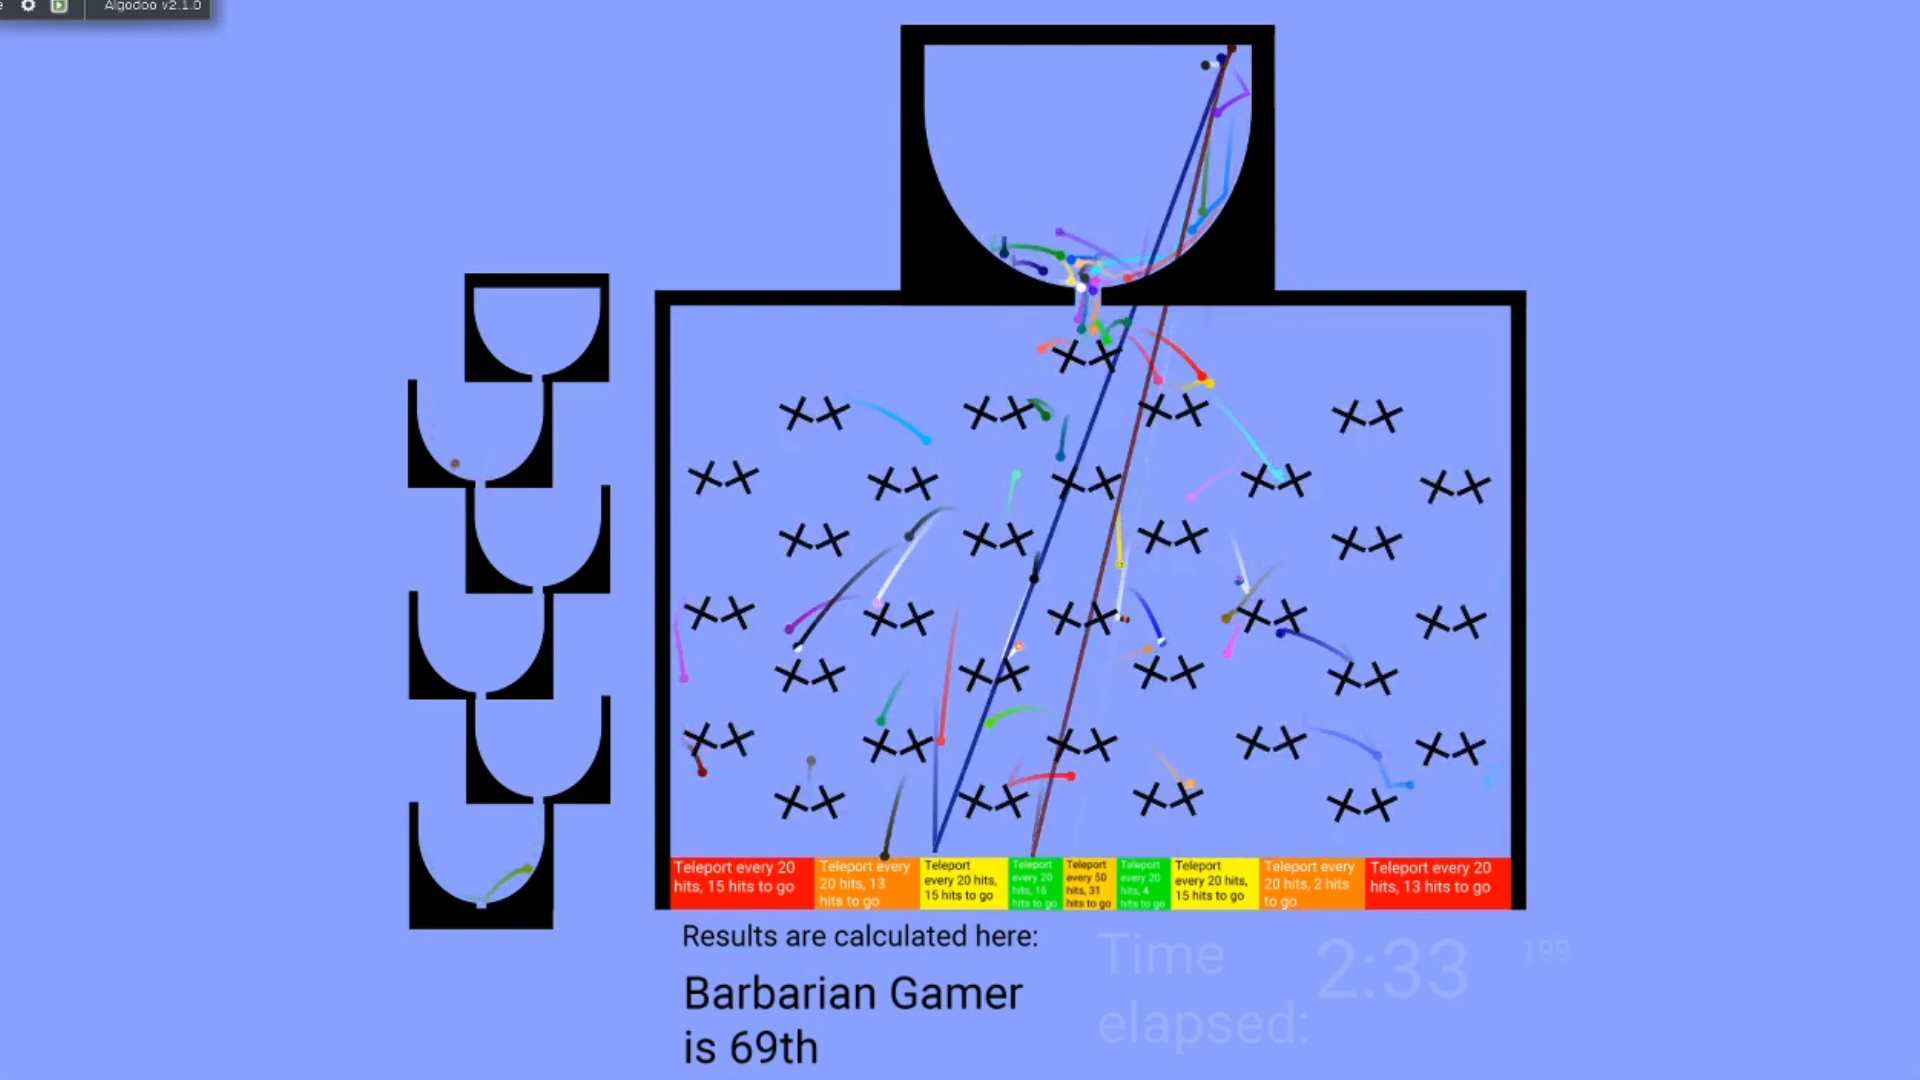 Algodoo v2.1.0
Teleport every 20
hits, 15 hits to go
Teleport every
20 hits, 13
hits to go
Teleport
every 20 hits,
15 hits to go
Teleport
every 20
hits, 16
hits to go
Teleport
every 50
hits, 31
hits to go
Teleport
every 20
hits, 4
hits to go
Teleport
every 20 hits,
15 hits to go
Teleport every
20 hits, 2 hits
to go
Teleport every 20
hits, 13 hits to go
Results are calculated here:
Barbarian Gamer
is 69th
Time
elapsed:
2:33
199